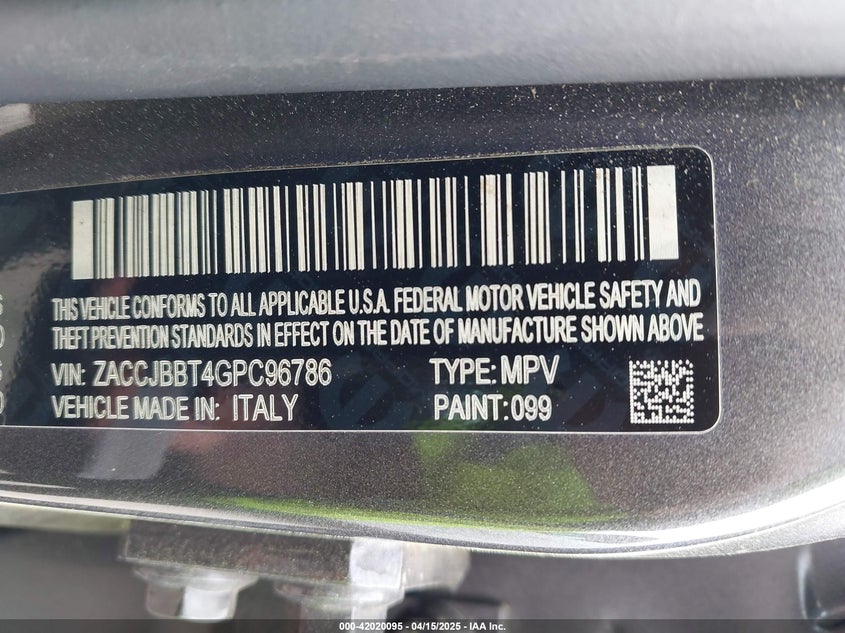 THIS VEHICLE CONFORMS TO ALL APPLICABLE U.S.A. FEDERAL MOTOR VEHICLE SAFETY AND
THEFT PREVENTION STANDARDS IN EFFECT ON THE DATE OF MANUFACTURE SHOWN ABOVE
VIN: ZACCJBBT4GPC96786 TYPE: MPV
VEHICLE MADE IN: ITALY PAINT: 099
000-42020095 - 04/15/2025 - IAA Inc.